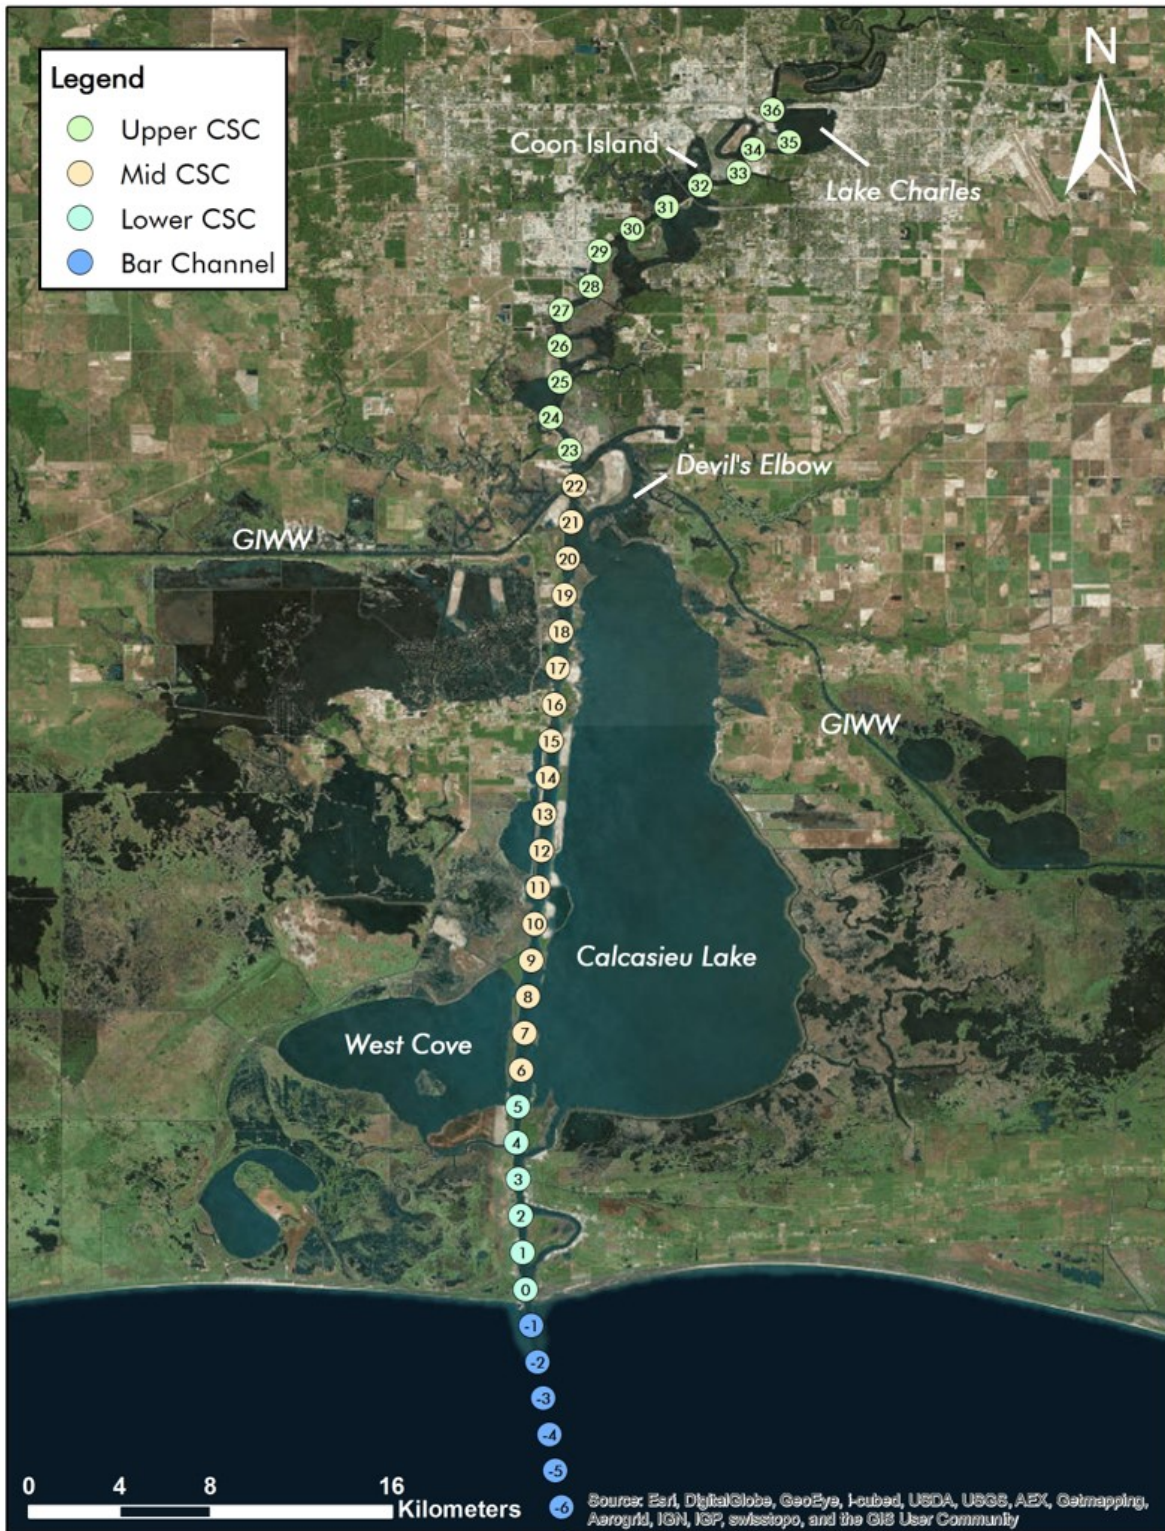 N
Legend
Upper CSC
Mid CSC
Lower CSC
Bar Channel
36
Coon Island
35
34
33
Lake Charles
32
31
30
29
28
27
26
25
24
23
Devil's Elbow
22
21
GIWW
20
19
18
17
16
GIWW
15
14
13
12
11
10
9
Calcasieu Lake
8
7
West Cove
6
5
4
3
2
1
0
-1
-2
-3
-4
-5
-6
0 4 8 16
Kilometers
Source: Esri, DigitalGlobe, GeoEye, i-cubed, USDA, USGS, AEX, Getmapping,
Aerogrid, IGN, IGP, swisstopo, and the GIS User Community